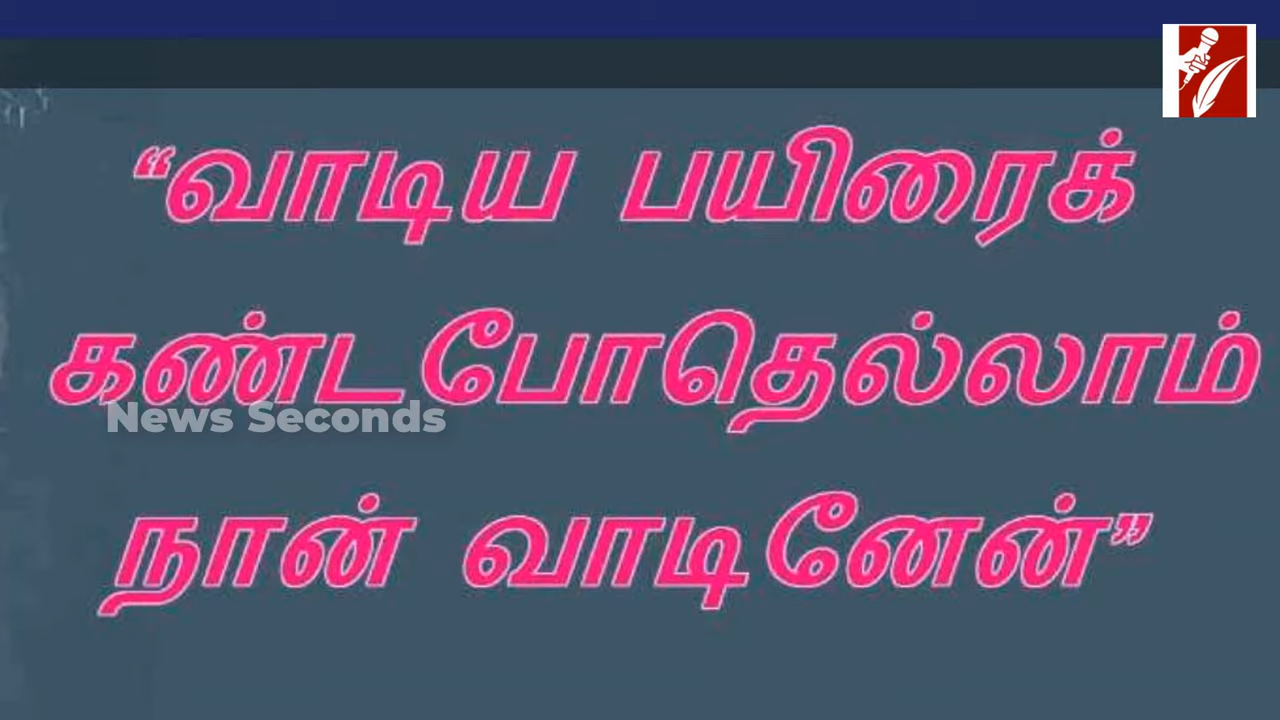 “வாடிய பயிரைக்
கண்டபோதெல்லாம்
News Seconds
நான் வாடினேன்”